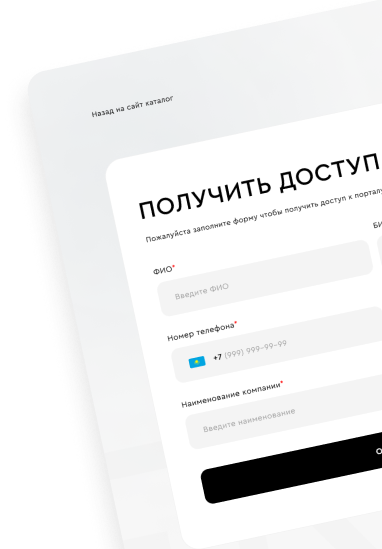 Назад на сайт каталог
ПОЛУЧИТЬ ДОСТУП
Пожалуйста заполните форму чтобы получить доступ к порталу
ФИО*
Введите ФИО
Номер телефона*
+7 (999) 999-99-99
Наименование компании*
Введите наименование